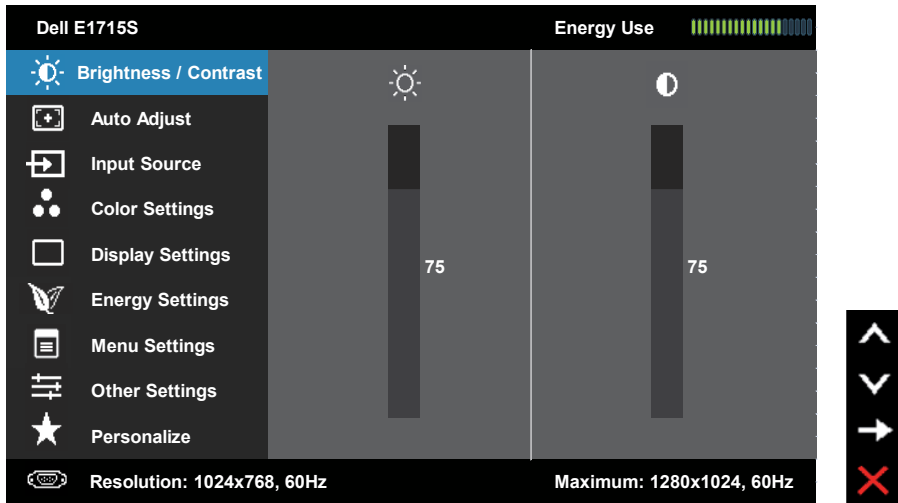 Dell E1715S Energy Use
Brightness / Contrast
Auto Adjust
Input Source
Color Settings
Display Settings
75 75
Energy Settings
Menu Settings
Other Settings
Personalize
Resolution: 1024x768, 60Hz Maximum: 1280x1024, 60Hz